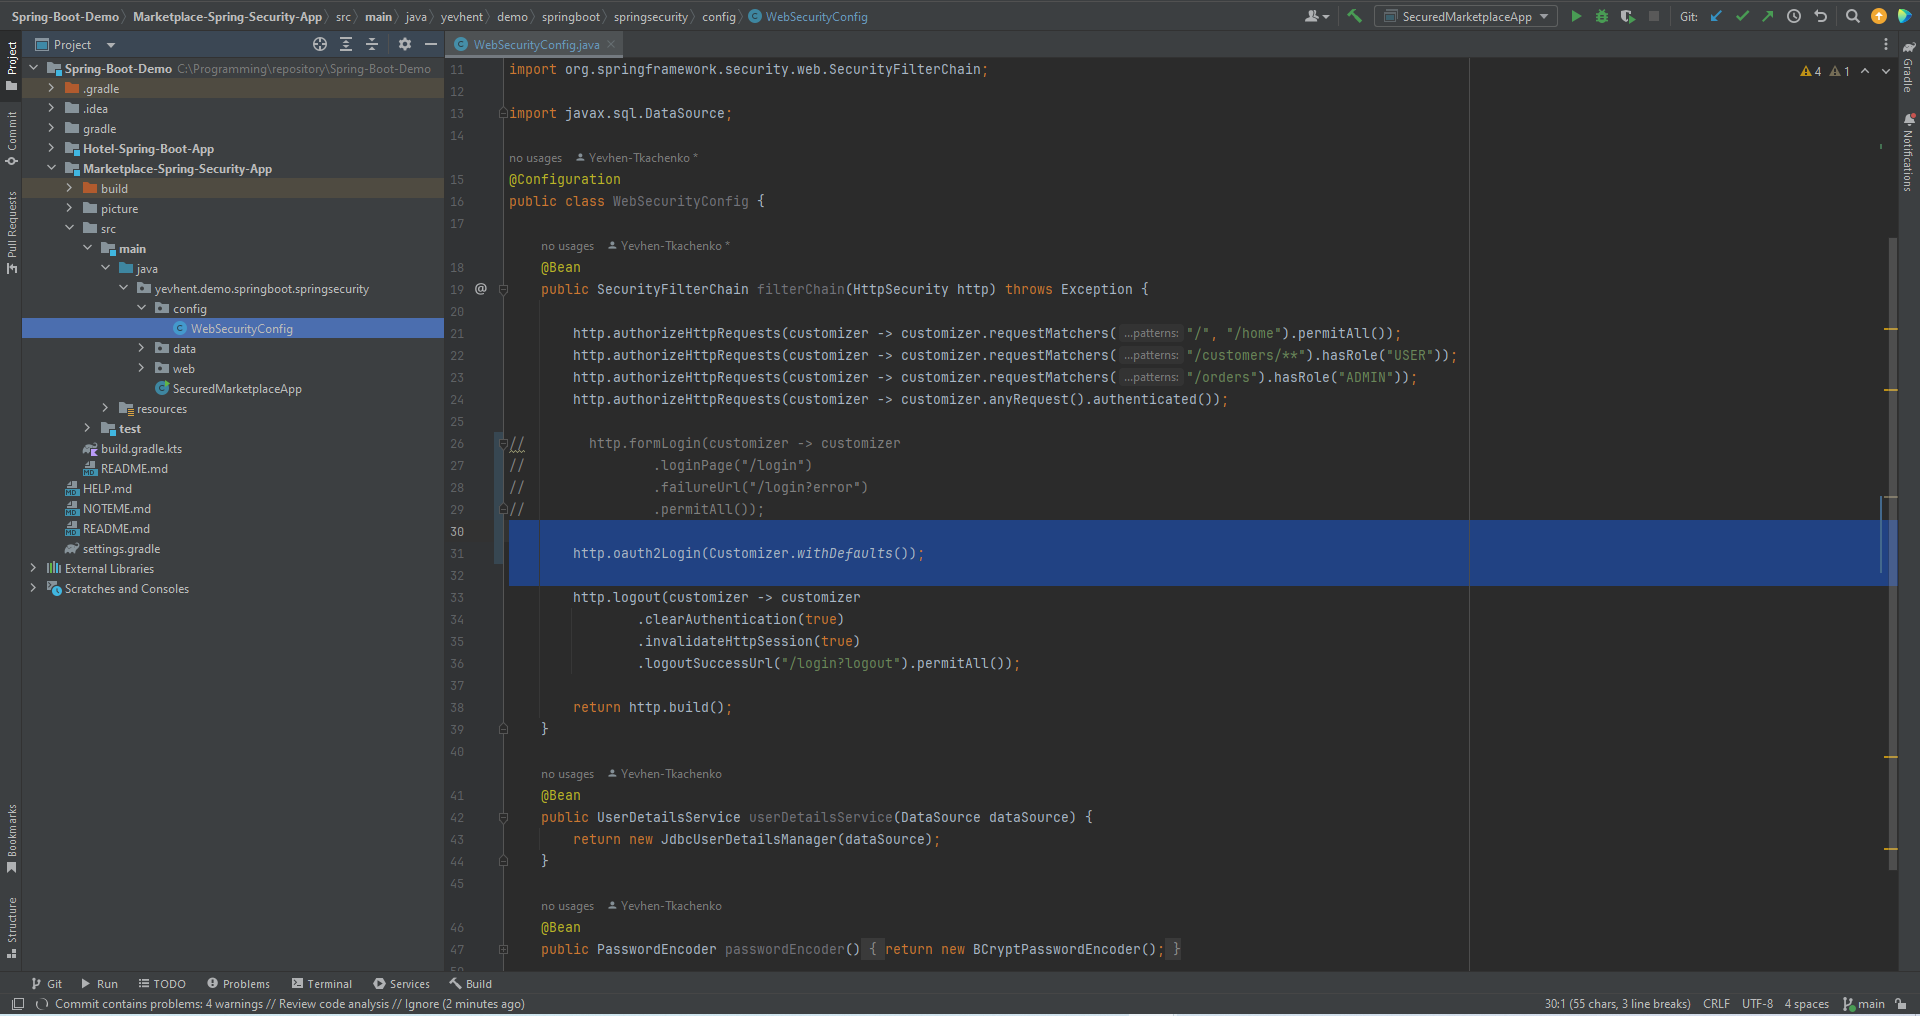 Spring-Boot-Demo Marketplace-Spring-Security-App src main java yevhent demo springboot springsecurity config WebSecurityConfig
SecuredMarketplaceApp
Git:
Project
WebSecurityConfig.java
Project
Commit
Pull Requests
Bookmarks
Structure
Spring-Boot-Demo C:\Programming\repository\Spring-Boot-Demo
.gradle
.idea
gradle
Hotel-Spring-Boot-App
Marketplace-Spring-Security-App
build
picture
src
main
java
yevhent.demo.springboot.springsecurity
config
WebSecurityConfig
data
web
SecuredMarketplaceApp
resources
test
build.gradle.kts
README.md
HELP.md
NOTEME.md
README.md
settings.gradle
External Libraries
Scratches and Consoles
4 1
11 import org.springframework.security.web.SecurityFilterChain;
12
13 import javax.sql.DataSource;
14
no usages Yevhen-Tkachenko *
15 @Configuration
16 public class WebSecurityConfig {
17
no usages Yevhen-Tkachenko *
18 @Bean
19 @ public SecurityFilterChain filterChain(HttpSecurity http) throws Exception {
20
21 http.authorizeHttpRequests(customizer -> customizer.requestMatchers( ...patterns: "/", "/home").permitAll());
22 http.authorizeHttpRequests(customizer -> customizer.requestMatchers( ...patterns: "/customers/**").hasRole("USER"));
23 http.authorizeHttpRequests(customizer -> customizer.requestMatchers( ...patterns: "/orders").hasRole("ADMIN"));
24 http.authorizeHttpRequests(customizer -> customizer.anyRequest().authenticated());
25
26 // http.formLogin(customizer -> customizer
27 // .loginPage("/login")
28 // .failureUrl("/login?error")
29 // .permitAll());
30
31 http.oauth2Login(Customizer.withDefaults());
32
33 http.logout(customizer -> customizer
34 .clearAuthentication(true)
35 .invalidateHttpSession(true)
36 .logoutSuccessUrl("/login?logout").permitAll());
37
38 return http.build();
39 }
40
no usages Yevhen-Tkachenko
41 @Bean
42 public UserDetailsService userDetailsService(DataSource dataSource) {
43 return new JdbcUserDetailsManager(dataSource);
44 }
45
no usages Yevhen-Tkachenko
46 @Bean
47 public PasswordEncoder passwordEncoder() { return new BCryptPasswordEncoder(); }
50
Gradle
Notifications
Git Run TODO Problems Terminal Services Build
Commit contains problems: 4 warnings // Review code analysis // Ignore (2 minutes ago)
30:1 (55 chars, 3 line breaks) CRLF UTF-8 4 spaces main